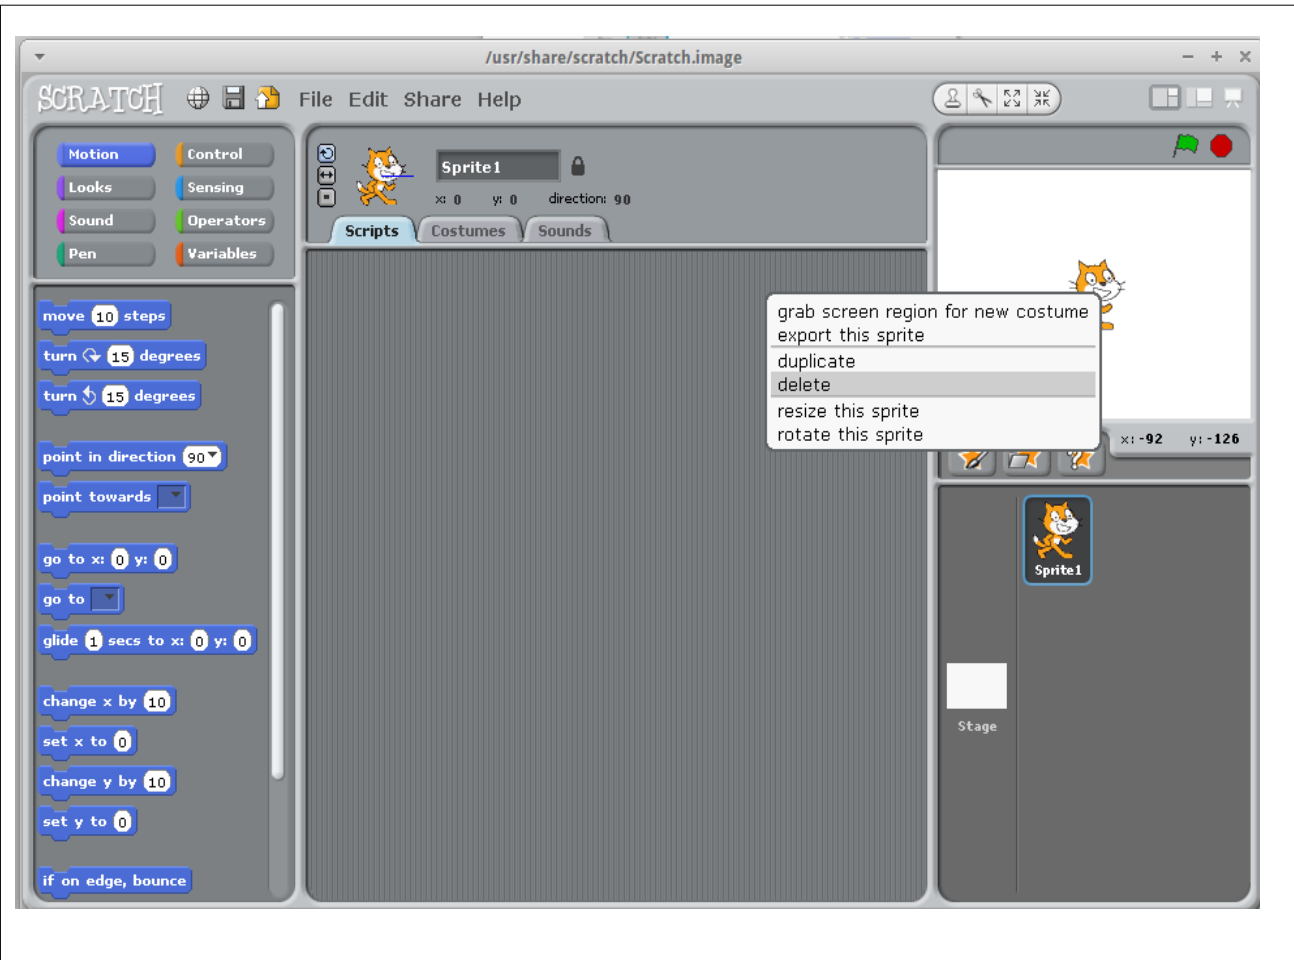 /usr/share/scratch/Scratch.image
SCRATCH File Edit Share Help
Motion Control
Looks Sensing
Sound Operators
Pen Variables
Sprite1
x: 0 y: 0 direction: 90
Scripts Costumes Sounds
move 10 steps
turn 15 degrees
turn 15 degrees
point in direction 90
point towards
go to x: 0 y: 0
go to
glide 1 secs to x: 0 y: 0
change x by 10
set x to 0
change y by 10
set y to 0
if on edge, bounce
grab screen region for new costume
export this sprite
duplicate
delete
resize this sprite
rotate this sprite
x: -92 y: -126
Sprite1
Stage